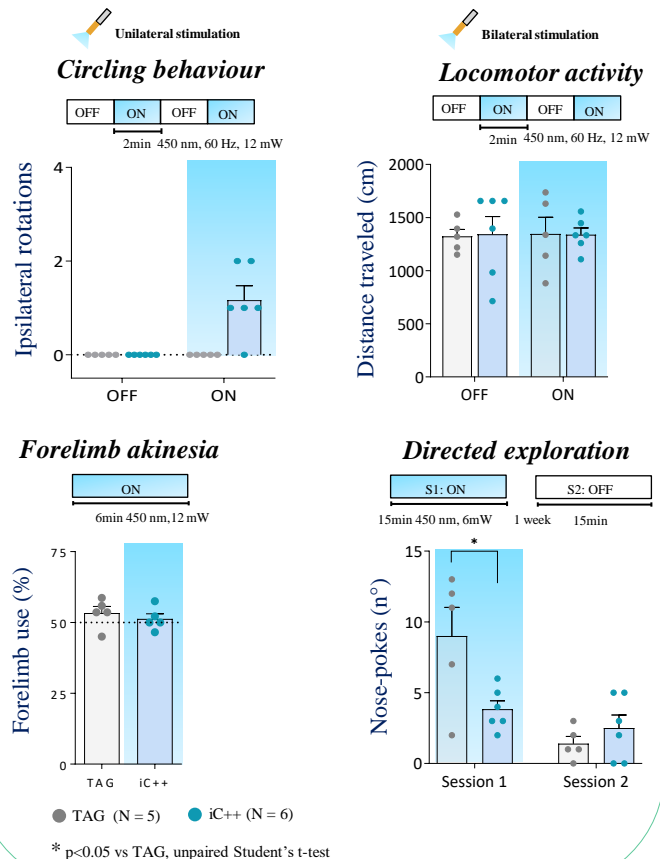 Unilateral stimulation
Circling behaviour
OFF ON OFF ON
2min 450 nm, 60 Hz, 12 mW
Ipsilateral rotations
4
2
0
OFF ON
Bilateral stimulation
Locomotor activity
OFF ON OFF ON
2min 450 nm, 60 Hz, 12 mW
Distance traveled (cm)
2000
1500
1000
500
0
OFF ON
Forelimb akinesia
ON
6min 450 nm,12 mW
Forelimb use (%)
75
50
25
0
TAG iC++
Directed exploration
S1: ON S2: OFF
15min 450 nm, 6mW 1 week 15min
*
Nose-pokes (n°)
15
10
5
0
Session 1 Session 2
TAG (N = 5) iC++ (N = 6)
* p<0.05 vs TAG, unpaired Student's t-test